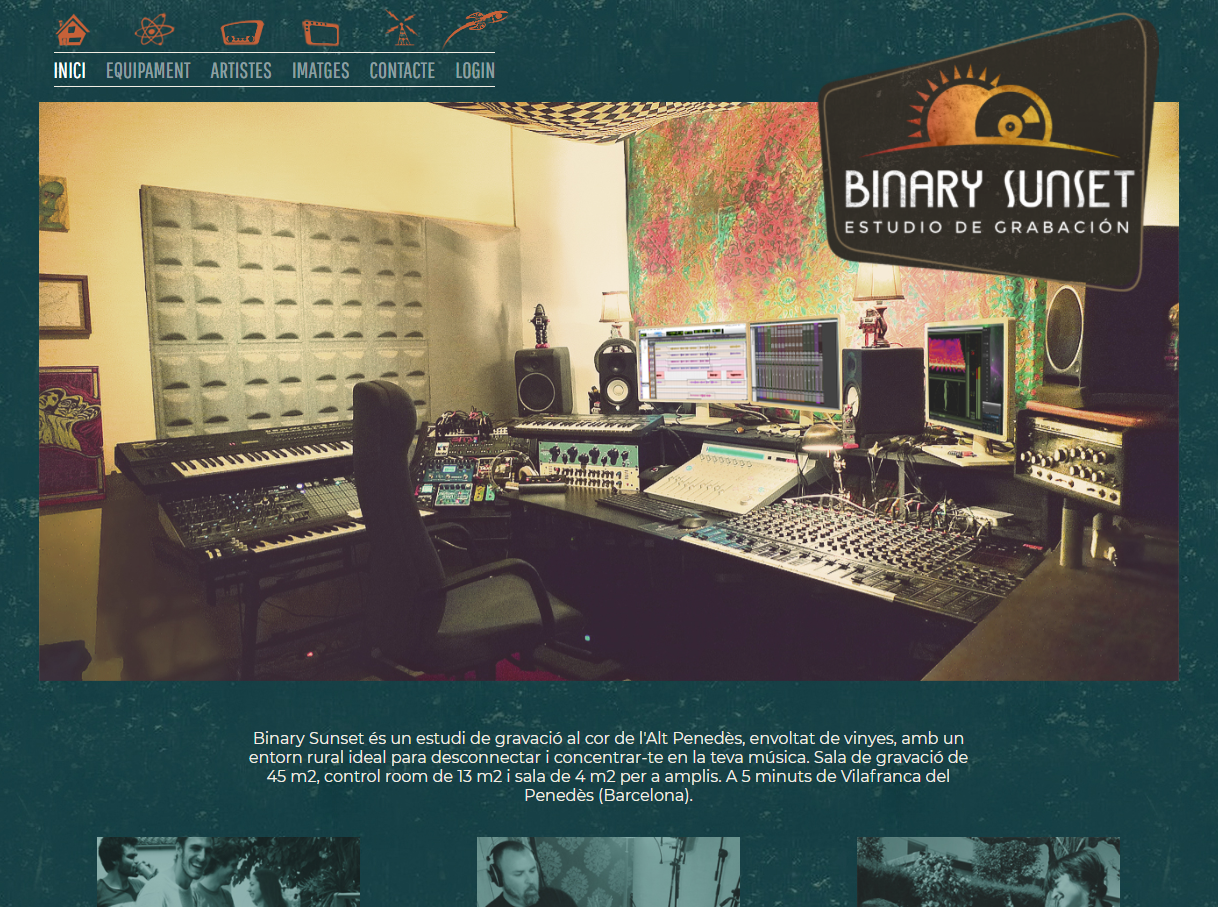 INICI EQUIPAMENT ARTISTES IMATGES CONTACTE LOGIN
BINARY SUNSET
ESTUDIO DE GRABACIÓN
Binary Sunset és un estudi de gravació al cor de l'Alt Penedès, envoltat de vinyes, amb un
entorn rural ideal para desconnectar i concentrar-te en la teva música. Sala de gravació de
45 m2, control room de 13 m2 i sala de 4 m2 per a amplis. A 5 minuts de Vilafranca del
Penedès (Barcelona).